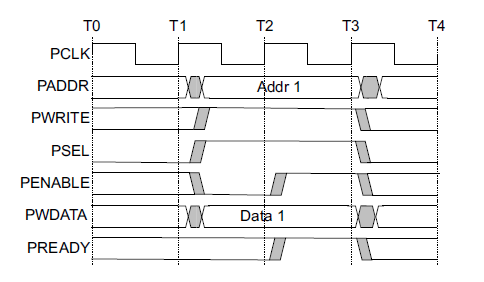 T0 T1 T2 T3 T4
PCLK
PADDR Addr 1
PWRITE
PSEL
PENABLE
PWDATA Data 1
PREADY